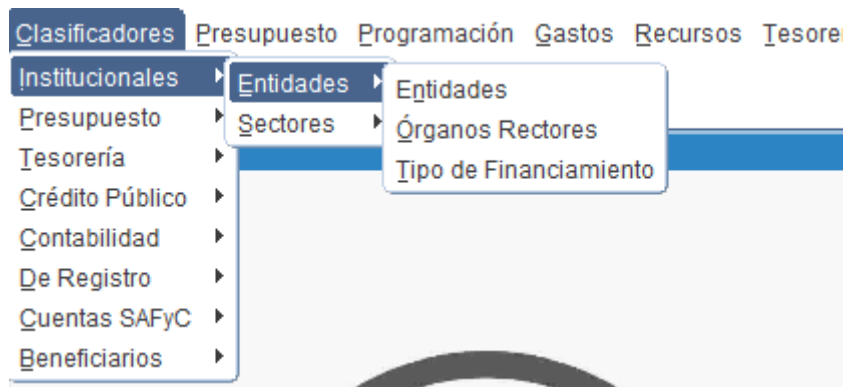 Clasificadores Presupuesto Programación Gastos Recursos
Institucionales
Presupuesto
Tesorería
Crédito Público
Contabilidad
De Registro
Cuentas SAFyC
Beneficiarios
Entidades
Sectores
Entidades
Órganos Rectores
Tipo de Financiamiento